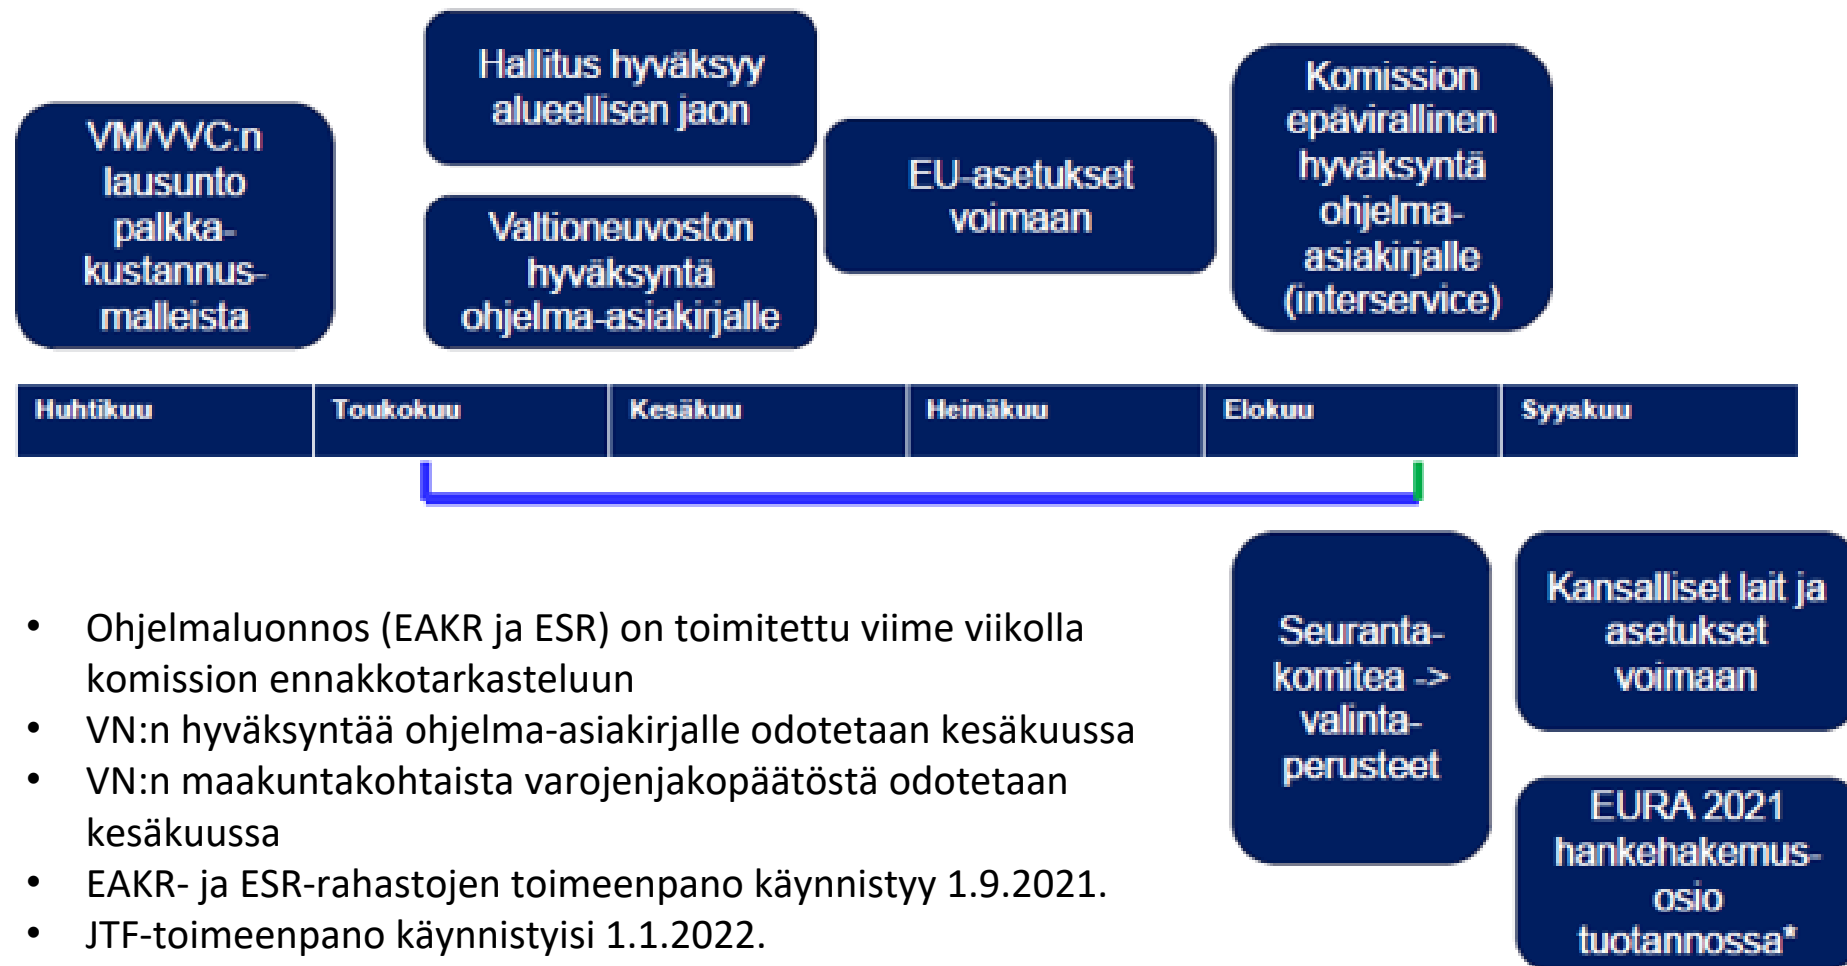 VM/VVC:n
lausunto
palkka-
kustannus-
malleista
Hallitus hyväksyy
alueellisen jaon
Valtioneuvoston
hyväksyntä
ohjelma-asiakirjalle
EU-asetukset
voimaan
Komission
epävirallinen
hyväksyntä
ohjelma-
asiakirjalle
(interservice)
Huhtikuu
Toukokuu
Kesäkuu
Heinäkuu
Elokuu
Syyskuu
• Ohjelmaluonnos (EAKR ja ESR) on toimitettu viime viikolla
komission ennakkotarkasteluun
• VN:n hyväksyntää ohjelma-asiakirjalle odotetaan kesäkuussa
• VN:n maakuntakohtaista varojenjakopäätöstä odotetaan
kesäkuussa
• EAKR- ja ESR-rahastojen toimeenpano käynnistyy 1.9.2021.
• JTF-toimeenpano käynnistyisi 1.1.2022.
Seuranta-
komitea ->
valinta-
perusteet
Kansalliset lait ja
asetukset
voimaan
EURA 2021
hankehakemus-
osio
tuotannossa*